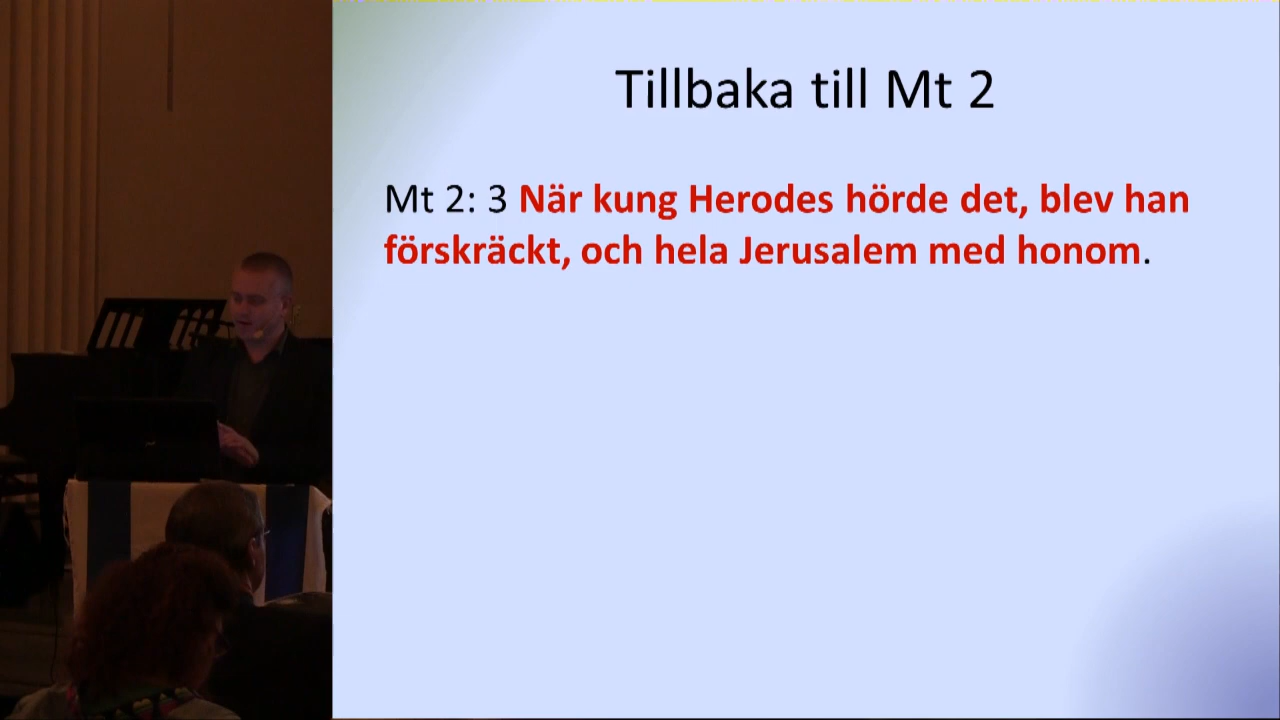 Tillbaka till Mt 2
Mt 2: 3 När kung Herodes hörde det, blev han
förskräckt, och hela Jerusalem med honom.